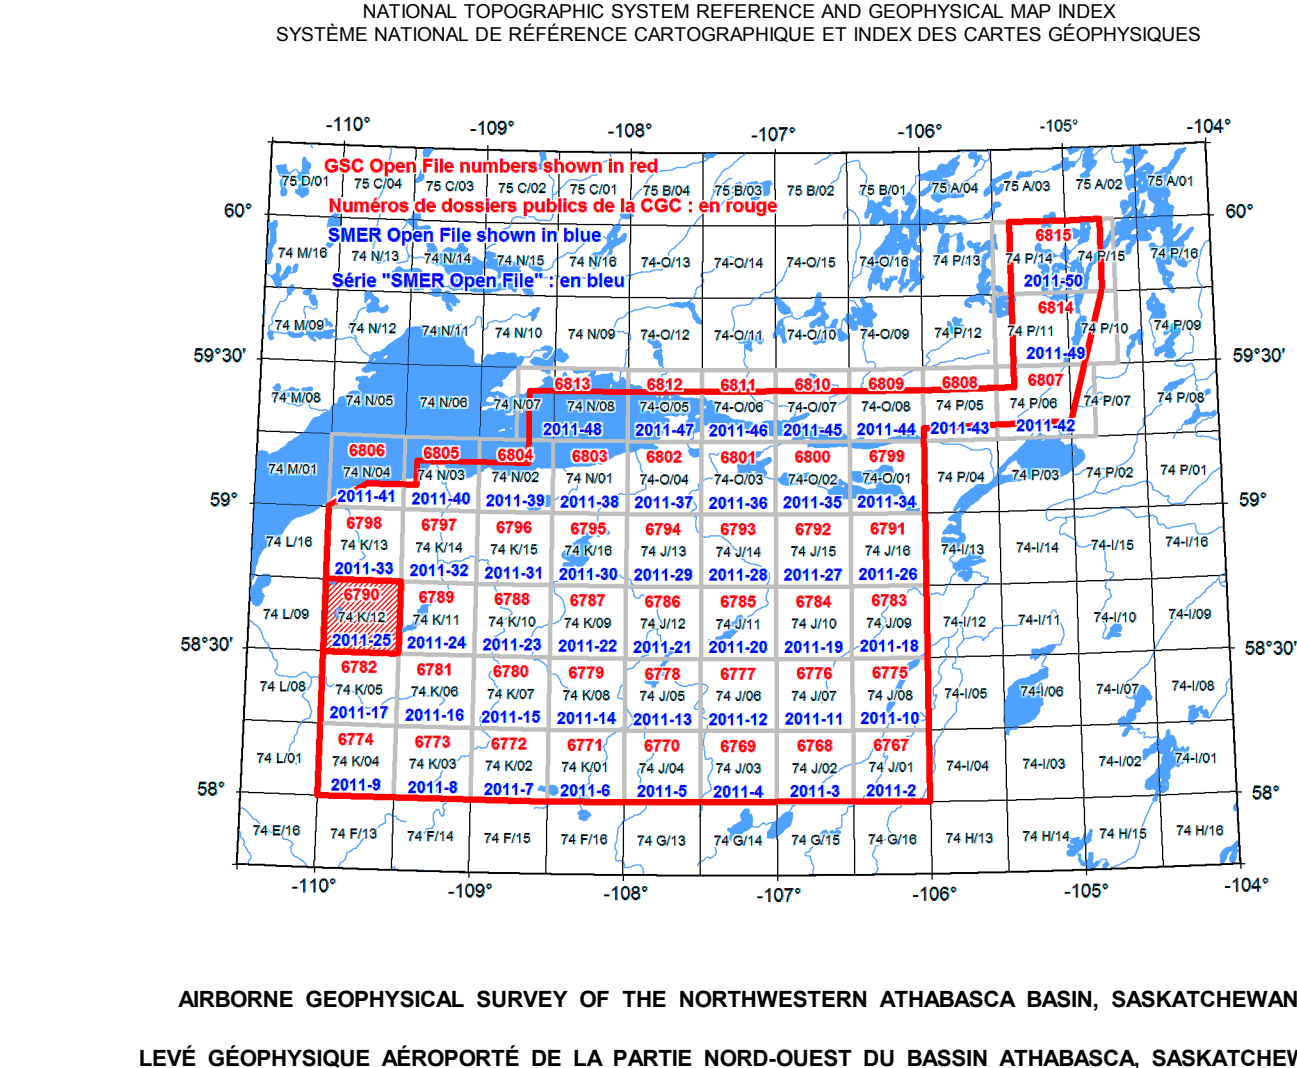 NATIONAL TOPOGRAPHIC SYSTEM REFERENCE AND GEOPHYSICAL MAP INDEX
SYSTÈME NATIONAL DE RÉFÉRENCE CARTOGRAPHIQUE ET INDEX DES CARTES GÉOPHYSIQUES
-110° -109° -108° -107° -106° -105° -104°
GSC Open File numbers shown in red
75 D/01 75 C/04 75 C/03 75 C/02 75 C/01 75 B/04 75 B/03 75 B/02 75 B/01 75 A/04 75 A/03 75 A/02 75 A/01
Numéros de dossiers publics de la CGC : en rouge
60° 60°
SMER Open File shown in blue
6815
74 M/16 74 N/13 74 N/14 74 N/15 74 N/16 74-O/13 74-O/14 74-O/15 74-O/16 74 P/13 74 P/14 74 P/15 74 P/16
Série "SMER Open File" : en bleu
2011-50
6814
74 M/09 74 N/12 74 N/11 74 N/10 74 N/09 74-O/12 74-O/11 74-O/10 74-O/09 74 P/12 74 P/11 74 P/10 74 P/09
2011-49
59°30' 59°30'
6813 6812 6811 6810 6809 6808 6807
74 M/08 74 N/05 74 N/06 74 N/07 74 N/08 74-O/05 74-O/06 74-O/07 74-O/08 74 P/05 74 P/06 74 P/07 74 P/08
2011-48 2011-47 2011-46 2011-45 2011-44 2011-43 2011-42
6806 6805 6804 6803 6802 6801 6800 6799
74 M/01 74 N/04 74 N/03 74 N/02 74 N/01 74-O/04 74-O/03 74-O/02 74-O/01 74 P/04 74 P/03 74 P/02 74 P/01
2011-41 2011-40 2011-39 2011-38 2011-37 2011-36 2011-35 2011-34
59° 59°
6798 6797 6796 6795 6794 6793 6792 6791
74 L/16 74 K/13 74 K/14 74 K/15 74 K/16 74 J/13 74 J/14 74 J/15 74 J/16 74-I/13 74-I/14 74-I/15 74-I/16
2011-33 2011-32 2011-31 2011-30 2011-29 2011-28 2011-27 2011-26
6790 6789 6788 6787 6786 6785 6784 6783
74 L/09 74 K/12 74 K/11 74 K/10 74 K/09 74 J/12 74 J/11 74 J/10 74 J/09 74-I/12 74-I/11 74-I/10 74-I/09
2011-25 2011-24 2011-23 2011-22 2011-21 2011-20 2011-19 2011-18
58°30' 58°30'
6782 6781 6780 6779 6778 6777 6776 6775
74 L/08 74 K/05 74 K/06 74 K/07 74 K/08 74 J/05 74 J/06 74 J/07 74 J/08 74-I/05 74-I/06 74-I/07 74-I/08
2011-17 2011-16 2011-15 2011-14 2011-13 2011-12 2011-11 2011-10
6774 6773 6772 6771 6770 6769 6768 6767
74 L/01 74 K/04 74 K/03 74 K/02 74 K/01 74 J/04 74 J/03 74 J/02 74 J/01 74-I/04 74-I/03 74-I/02 74-I/01
2011-9 2011-8 2011-7 2011-6 2011-5 2011-4 2011-3 2011-2
58° 58°
74 E/16 74 F/13 74 F/14 74 F/15 74 F/16 74 G/13 74 G/14 74 G/15 74 G/16 74 H/13 74 H/14 74 H/15 74 H/16
-110° -109° -108° -107° -106° -105° -104°
AIRBORNE GEOPHYSICAL SURVEY OF THE NORTHWESTERN ATHABASCA BASIN, SASKATCHEWAN
LEVÉ GÉOPHYSIQUE AÉROPORTÉ DE LA PARTIE NORD-OUEST DU BASSIN ATHABASCA, SASKATCHEW